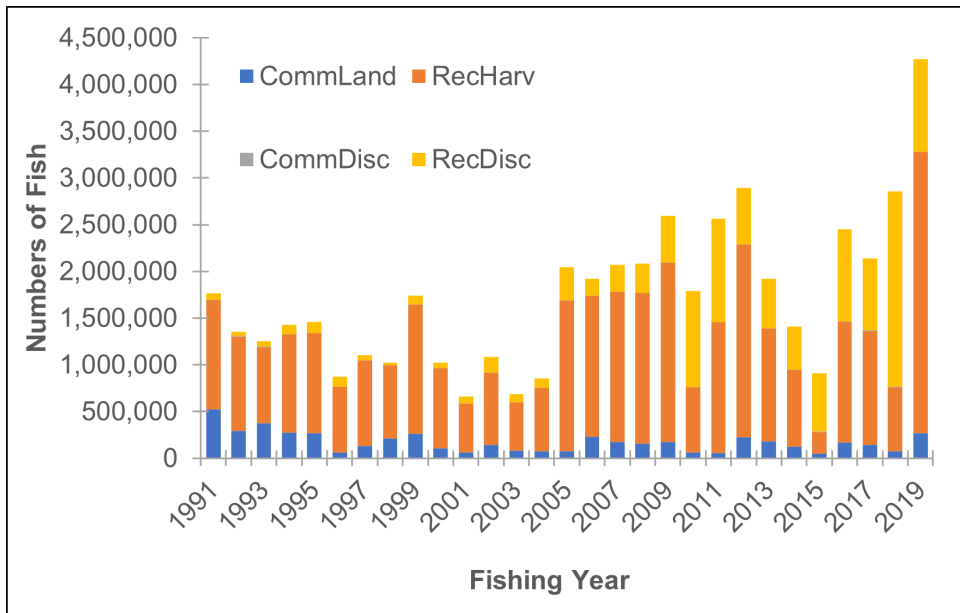 4,500,000
4,000,000
3,500,000
3,000,000
2,500,000
2,000,000
1,500,000
1,000,000
500,000
0
Numbers of Fish
CommLand RecHarv
CommDisc RecDisc
1991 1993 1995 1997 1999 2001 2003 2005 2007 2009 2011 2013 2015 2017 2019
Fishing Year